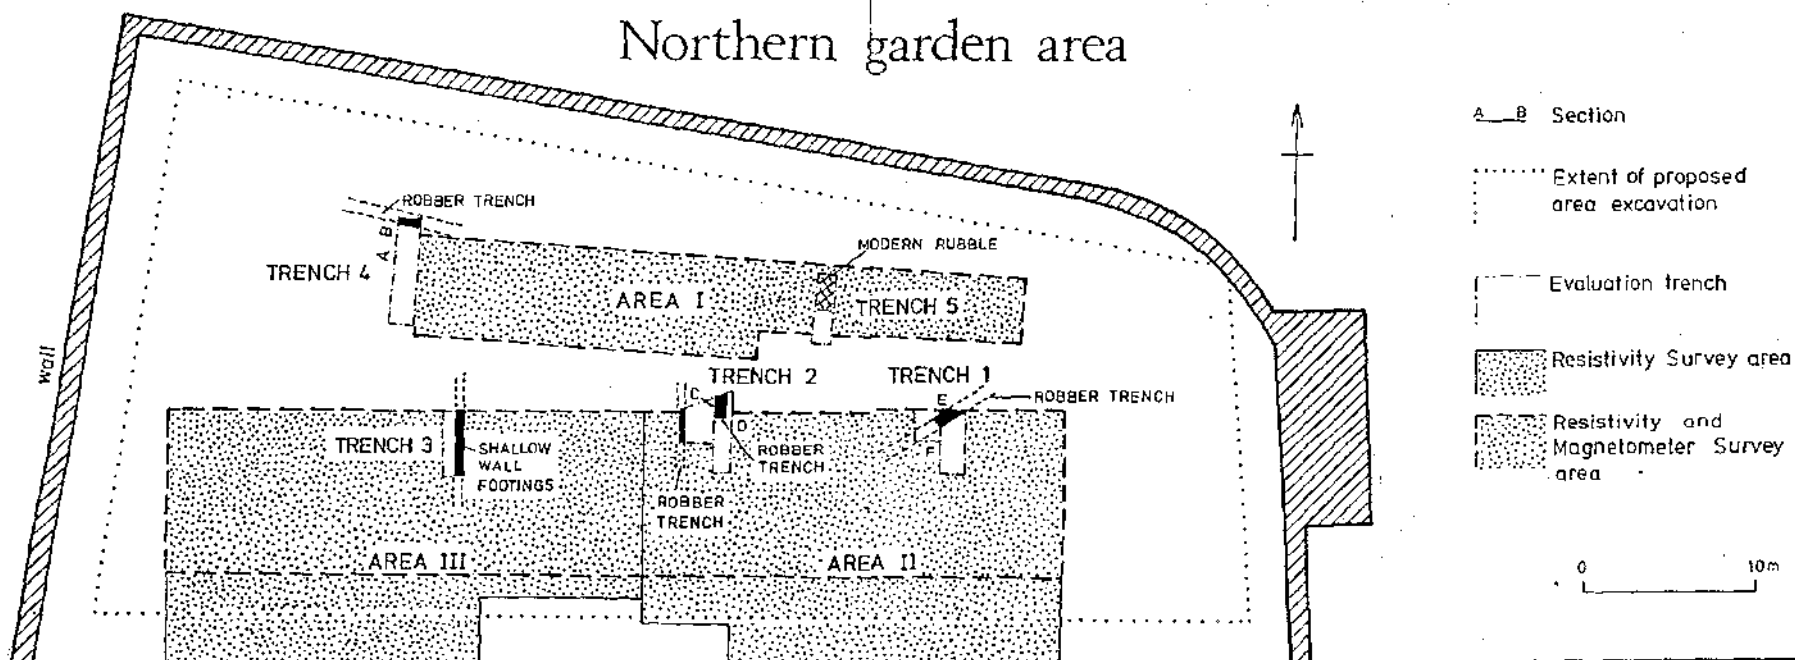 Northern garden area
A B Section
Extent of proposed
area excavation
Evaluation trench
Resistivity Survey area
Resistivity and
Magnetometer Survey
area
0 10m
wall
ROBBER TRENCH
B
A
TRENCH 4
AREA I
MODERN RUBBLE
TRENCH 5
TRENCH 2
TRENCH 1
C
D
E
F
ROBBER TRENCH
TRENCH 3
SHALLOW
WALL
FOOTINGS
ROBBER
TRENCH
ROBBER
TRENCH
AREA III
AREA II